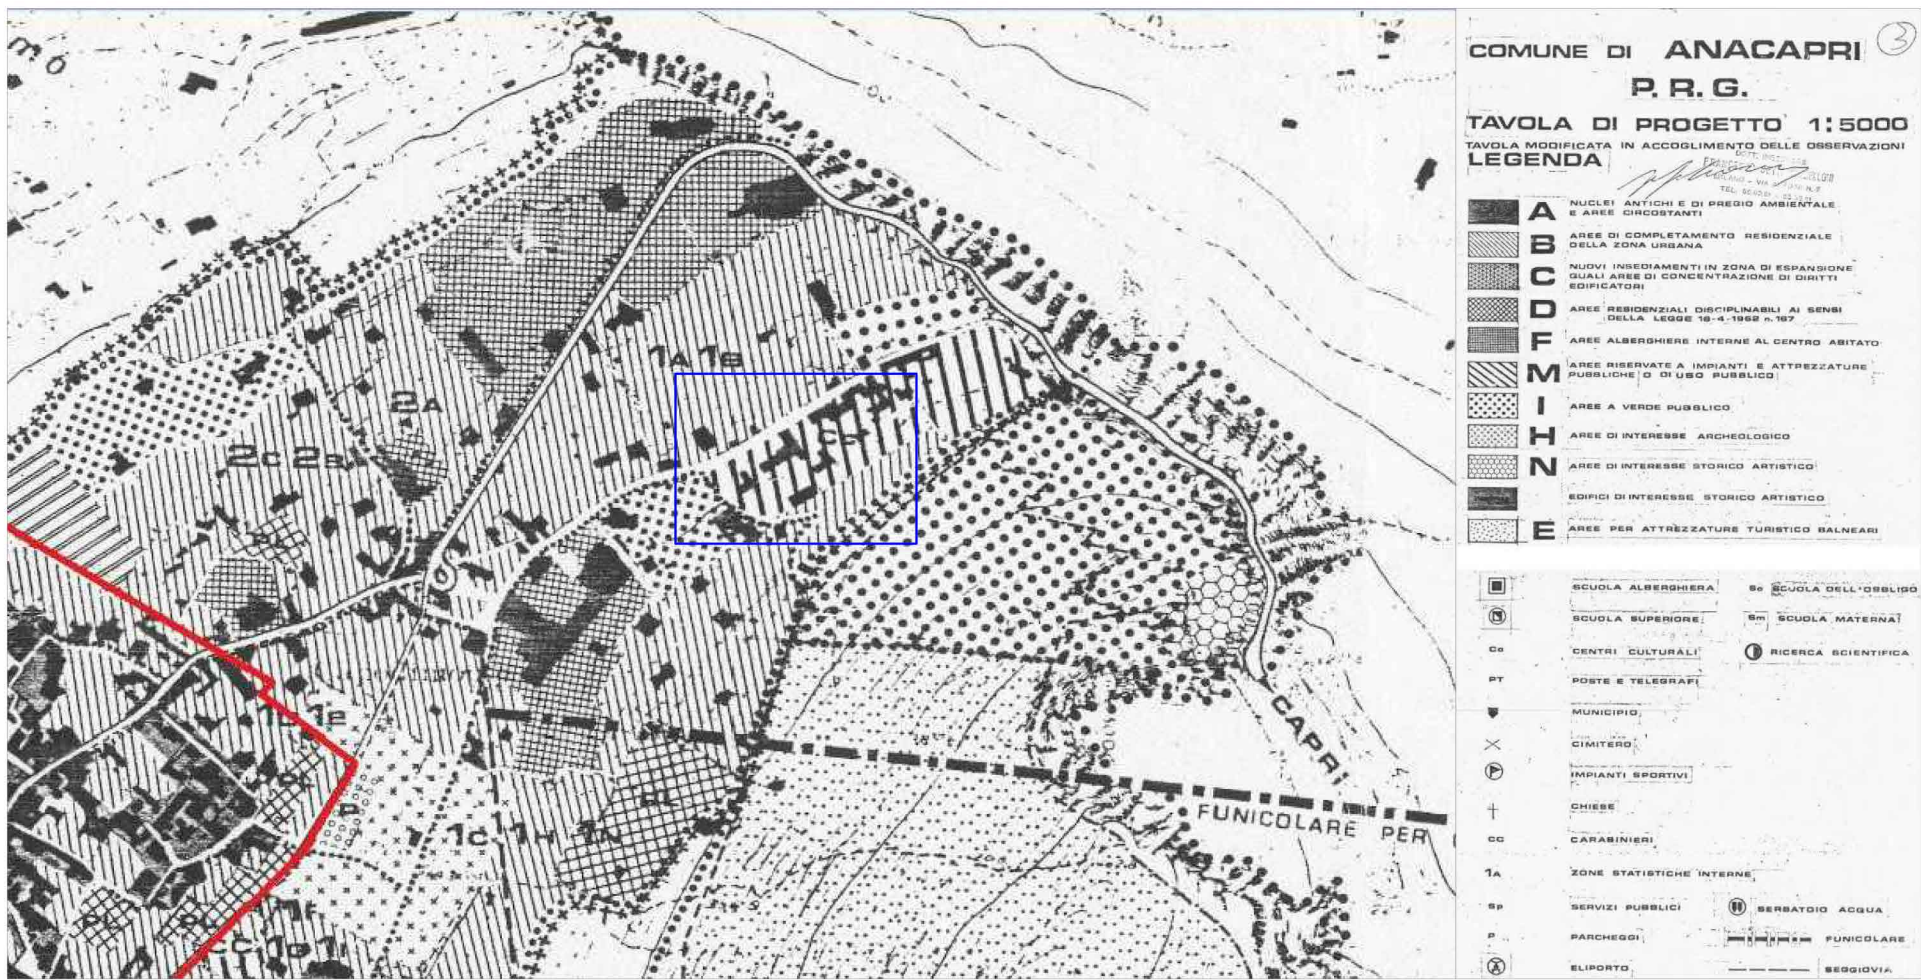 COMUNE DI ANACAPRI
3
P. R. G.
TAVOLA DI PROGETTO 1:5000
TAVOLA MODIFICATA IN ACCOGLIMENTO DELLE OSSERVAZIONI
LEGENDA
A NUCLEI ANTICHI E DI PREGIO AMBIENTALE
E AREE CIRCOSTANTI
B AREE DI COMPLETAMENTO RESIDENZIALE
DELLA ZONA URBANA
C NUOVI INSEDIAMENTI IN ZONA DI ESPANSIONE
QUALI AREE DI CONCENTRAZIONE DI DIRITTI
EDIFICATORI
D AREE RESIDENZIALI DISCIPLINABILI AI SENSI
DELLA LEGGE 18-4-1962 n.167
F AREE ALBERGHIERE INTERNE AL CENTRO ABITATO
M AREE RISERVATE A IMPIANTI E ATTREZZATURE
PUBBLICHE O DI USO PUBBLICO
I AREE A VERDE PUBBLICO
H AREE DI INTERESSE ARCHEOLOGICO
N AREE DI INTERESSE STORICO ARTISTICO
EDIFICI DI INTERESSE STORICO ARTISTICO
E AREE PER ATTREZZATURE TURISTICO BALNEARI
SCUOLA ALBERGHIERA
So SCUOLA DELL'OBBLIGO
SCUOLA SUPERIORE
Sm SCUOLA MATERNA
Co CENTRI CULTURALI
RICERCA SCIENTIFICA
PT POSTE E TELEGRAFI
MUNICIPIO
CIMITERO
IMPIANTI SPORTIVI
CHIESE
CC CARABINIERI
1A ZONE STATISTICHE INTERNE
Sp SERVIZI PUBBLICI
SERBATOIO ACQUA
P PARCHEGGI
FUNICOLARE
ELIPORTO
SEGGIOVIA
1A 1B
2A
2C 2B
1C 1H 1N
CAPRI
FUNICOLARE PER